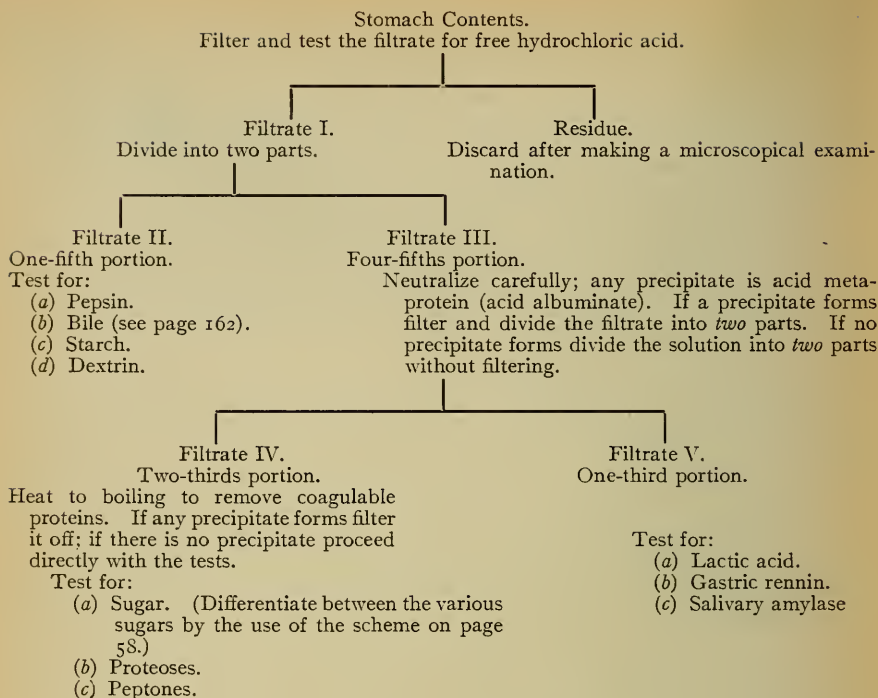 Stomach Contents.
Filter and test the filtrate for free hydrochloric acid.
Filtrate I.
Divide into two parts.
Residue.
Discard after making a microscopical exami-
nation.
Filtrate II.
One-fifth portion.
Test for:
(a) Pepsin.
(b) Bile (see page 162).
(c) Starch.
(d) Dextrin.
Filtrate III.
Four-fifths portion.
Neutralize carefully; any precipitate is acid meta-
protein (acid albuminate). If a precipitate forms
filter and divide the filtrate into two parts. If no
precipitate forms divide the solution into two parts
without filtering.
Filtrate IV.
Two-thirds portion.
Heat to boiling to remove coagulable
proteins. If any precipitate forms filter
it off; if there is no precipitate proceed
directly with the tests.
Test for:
(a) Sugar. (Differentiate between the various
sugars by the use of the scheme on page
58.)
(b) Proteoses.
(c) Peptones.
Filtrate V.
One-third portion.
Test for:
(a) Lactic acid.
(b) Gastric rennin.
(c) Salivary amylase